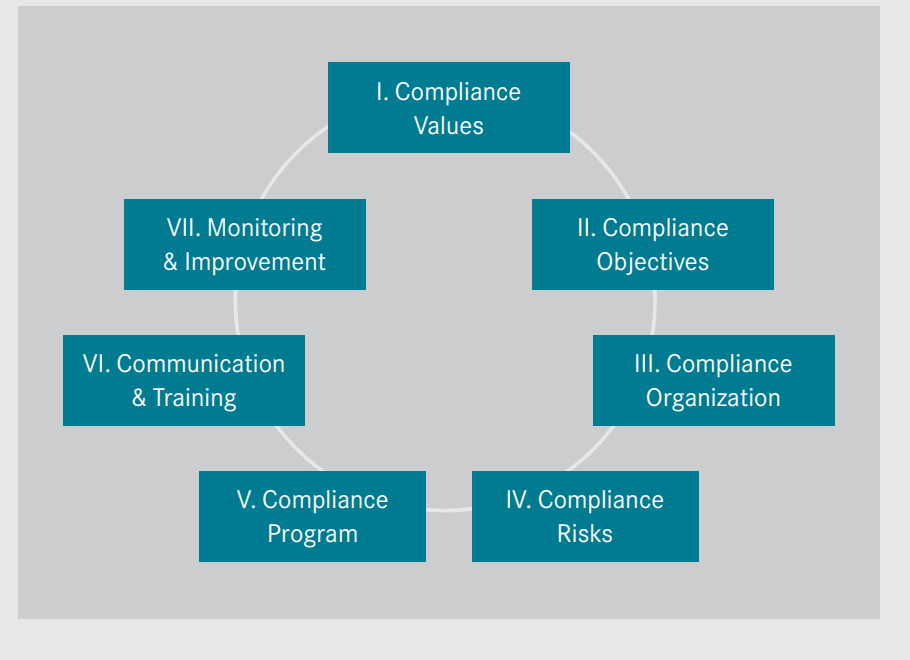 I. Compliance
Values
II. Compliance
Objectives
III. Compliance
Organization
IV. Compliance
Risks
V. Compliance
Program
VI. Communication
& Training
VII. Monitoring
& Improvement